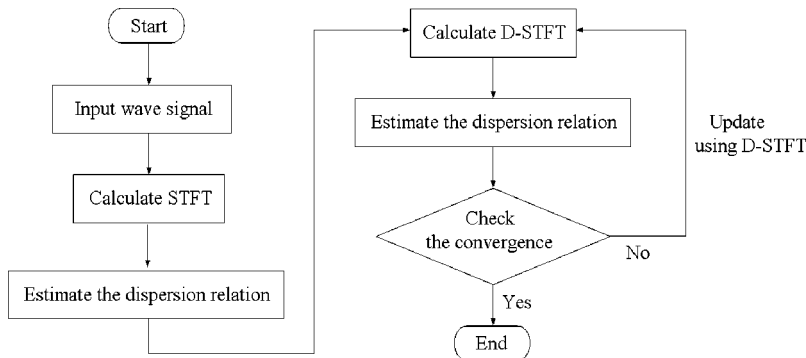 Start
Input wave signal
Calculate STFT
Estimate the dispersion relation
Calculate D-STFT
Estimate the dispersion relation
Check
the convergence
No
Update
using D-STFT
Yes
End